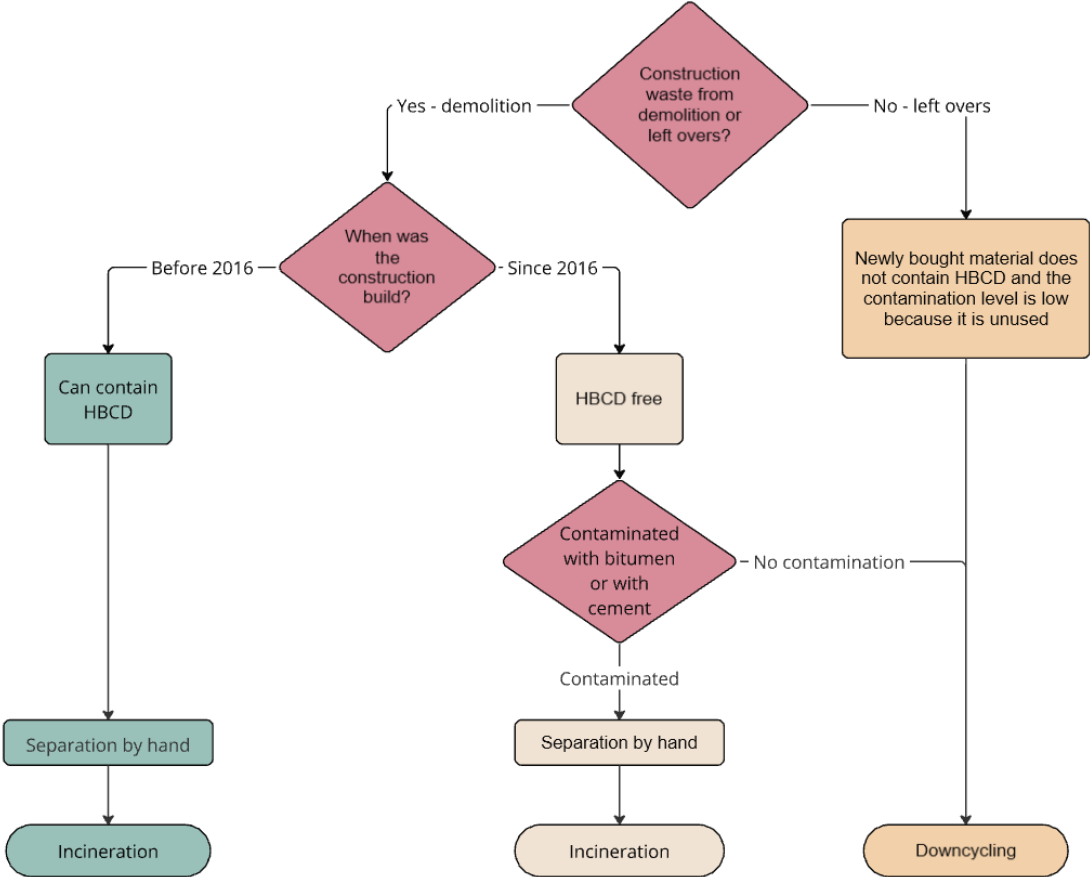 Construction
waste from
demolition or
left overs?
Yes - demolition
No - left overs
When was
the
construction
build?
Before 2016
Since 2016
Newly bought material does
not contain HBCD and the
contamination level is low
because it is unused
Can contain
HBCD
HBCD free
Contaminated
with bitumen
or with
cement
No contamination
Contaminated
Separation by hand
Separation by hand
Incineration
Incineration
Downcycling